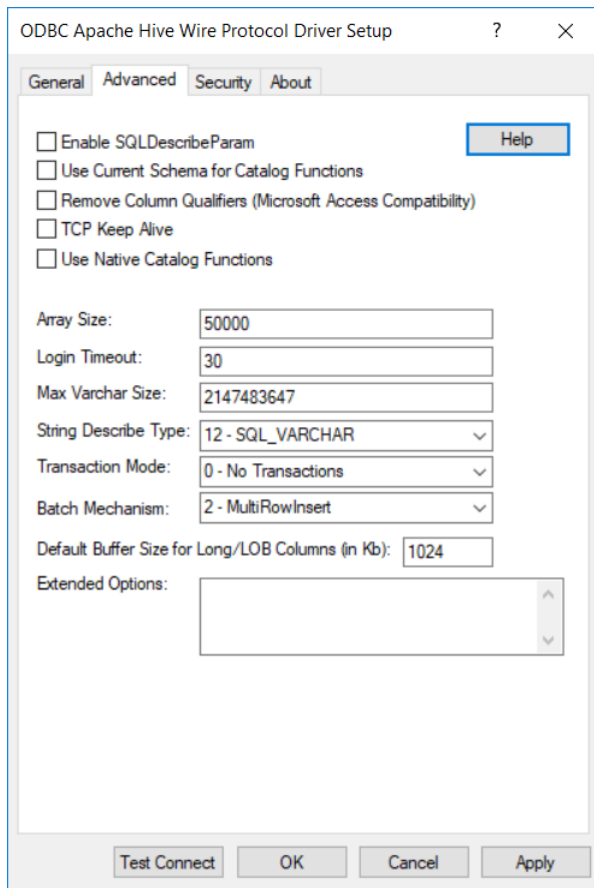 ODBC Apache Hive Wire Protocol Driver Setup ?
General Advanced Security About
Enable SQLDescribeParam Help
Use Current Schema for Catalog Functions
Remove Column Qualifiers (Microsoft Access Compatibility)
TCP Keep Alive
Use Native Catalog Functions
Array Size: 50000
Login Timeout: 30
Max Varchar Size: 2147483647
String Describe Type: 12 - SQL_VARCHAR
Transaction Mode: 0 - No Transactions
Batch Mechanism: 2 - MultiRowInsert
Default Buffer Size for Long/LOB Columns (in Kb): 1024
Extended Options:
Test Connect OK Cancel Apply